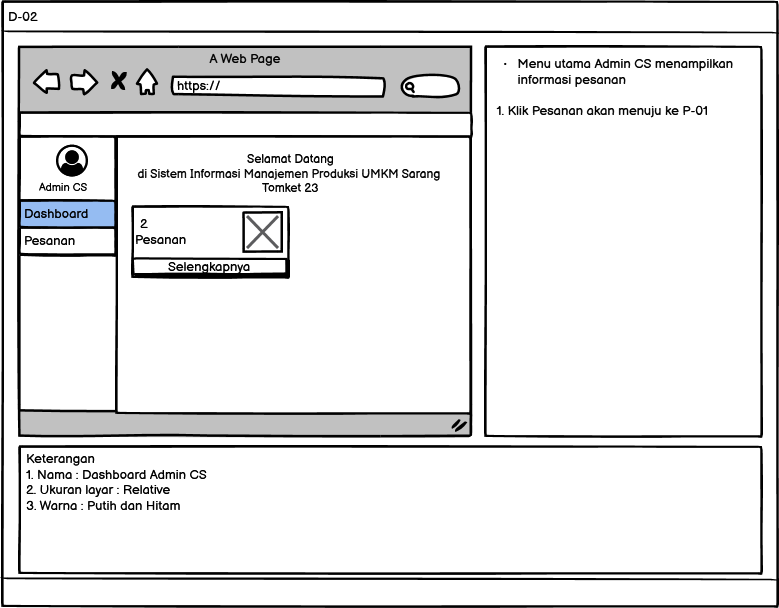 D-02
A Web Page
https://
Admin CS
Dashboard
Pesanan
Selamat Datang
di Sistem Informasi Manajemen Produksi UMKM Sarang
Tomket 23
2
Pesanan
Selengkapnya
• Menu utama Admin CS menampilkan
informasi pesanan
1. Klik Pesanan akan menuju ke P-01
Keterangan
1. Nama : Dashboard Admin CS
2. Ukuran layar : Relative
3. Warna : Putih dan Hitam